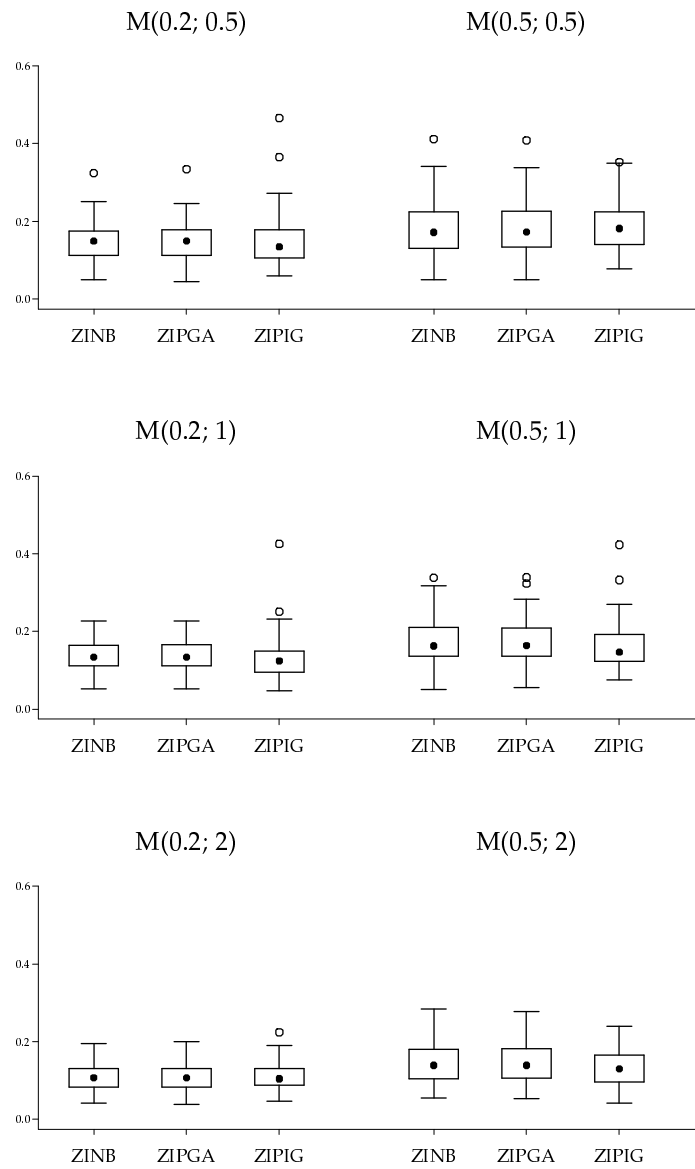 M(0.2; 0.5) M(0.5; 0.5)
0.6
0.4
0.2
0.0
ZINB ZIPGA ZIPIG ZINB ZIPGA ZIPIG
M(0.2; 1) M(0.5; 1)
0.6
0.4
0.2
0.0
ZINB ZIPGA ZIPIG ZINB ZIPGA ZIPIG
M(0.2; 2) M(0.5; 2)
0.6
0.4
0.2
0.0
ZINB ZIPGA ZIPIG ZINB ZIPGA ZIPIG